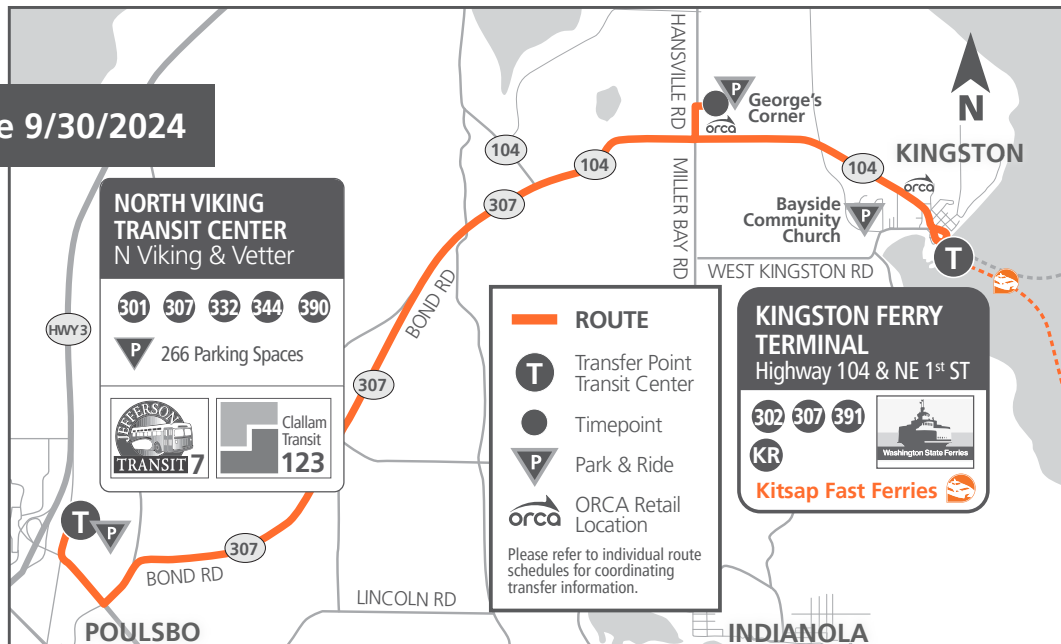 e 9/30/2024
NORTH VIKING
TRANSIT CENTER
N Viking & Vetter
301 307 332 344 390
P 266 Parking Spaces
JEFFERSON
TRANSIT 7
Clallam
Transit
123
HWY 3
T
P
307
BOND RD
POULSBO
LINCOLN RD
307
BOND RD
307
104
104
HANSVILLE RD
MILLER BAY RD
P
George's
Corner
orca
104
N
KINGSTON
orca
Bayside
Community
Church
P
WEST KINGSTON RD
T
ROUTE
T Transfer Point
Transit Center
Timepoint
P Park & Ride
orca ORCA Retail
Location
Please refer to individual route
schedules for coordinating
transfer information.
KINGSTON FERRY
TERMINAL
Highway 104 & NE 1st ST
302 307 391
KR
Washington State Ferries
Kitsap Fast Ferries
INDIANOLA